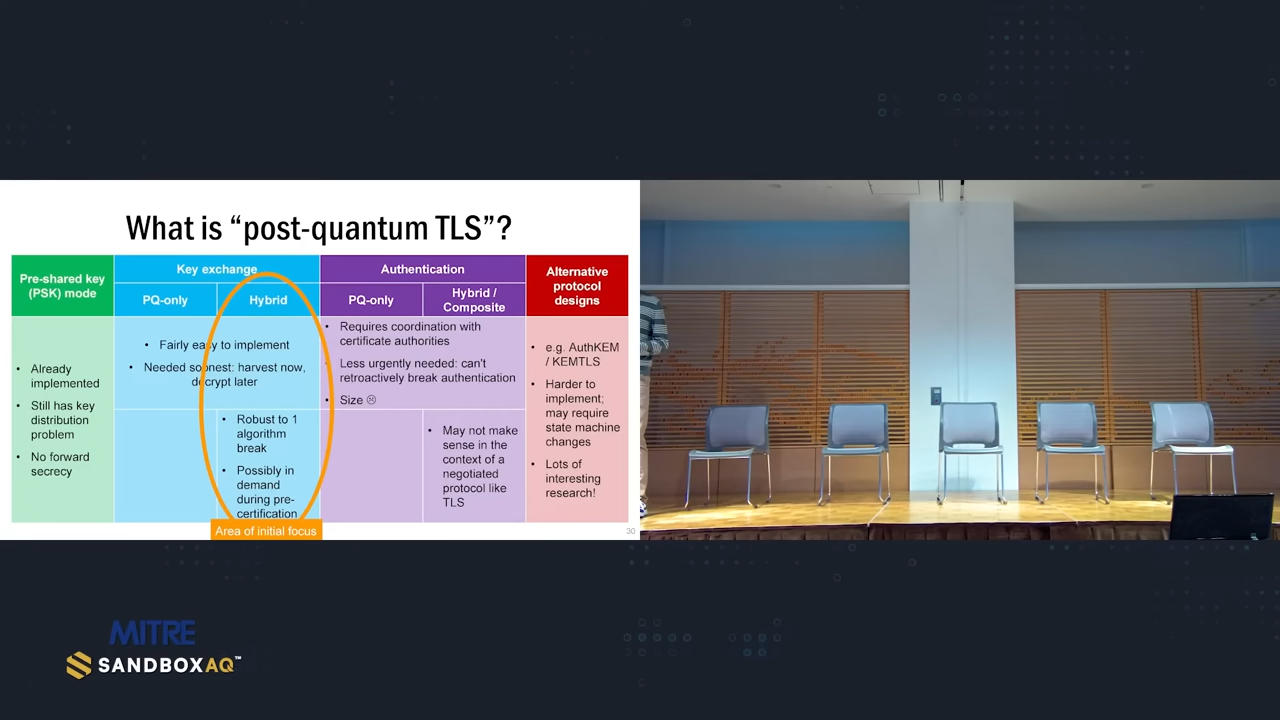 What is “post-quantum TLS”?
Pre-shared key
(PSK) mode
Key exchange
Authentication
Alternative
protocol
designs
PQ-only
Hybrid
PQ-only
Hybrid /
Composite
• Already
implemented
• Still has key
distribution
problem
• No forward
secrecy
• Fairly easy to implement
• Needed soonest: harvest now,
decrypt later
• Robust to 1
algorithm
break
• Possibly in
demand
during pre-
certification
Area of initial focus
• Requires coordination with
certificate authorities
• Less urgently needed: can't
retroactively break authentication
• Size ☹
• May not make
sense in the
context of a
negotiated
protocol like
TLS
• e.g. AuthKEM
/ KEMTLS
• Harder to
implement;
may require
state machine
changes
• Lots of
interesting
research!
30
MITRE
SANDBOXAQ™